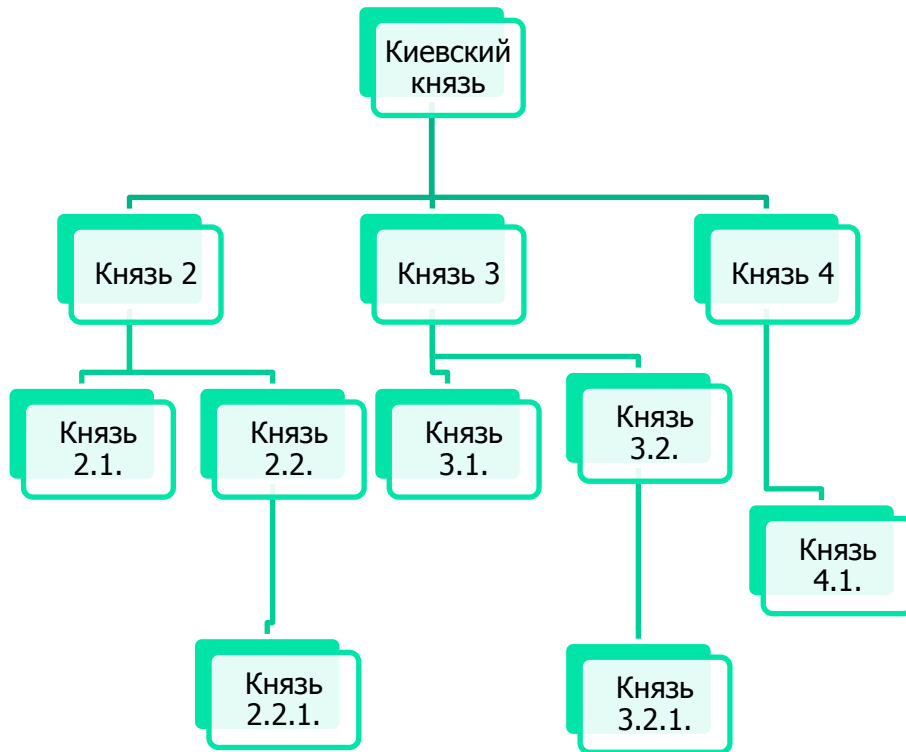 Киевский
князь
Князь 2
Князь 3
Князь 4
Князь
2.1.
Князь
2.2.
Князь
3.1.
Князь
3.2.
Князь
4.1.
Князь
2.2.1.
Князь
3.2.1.